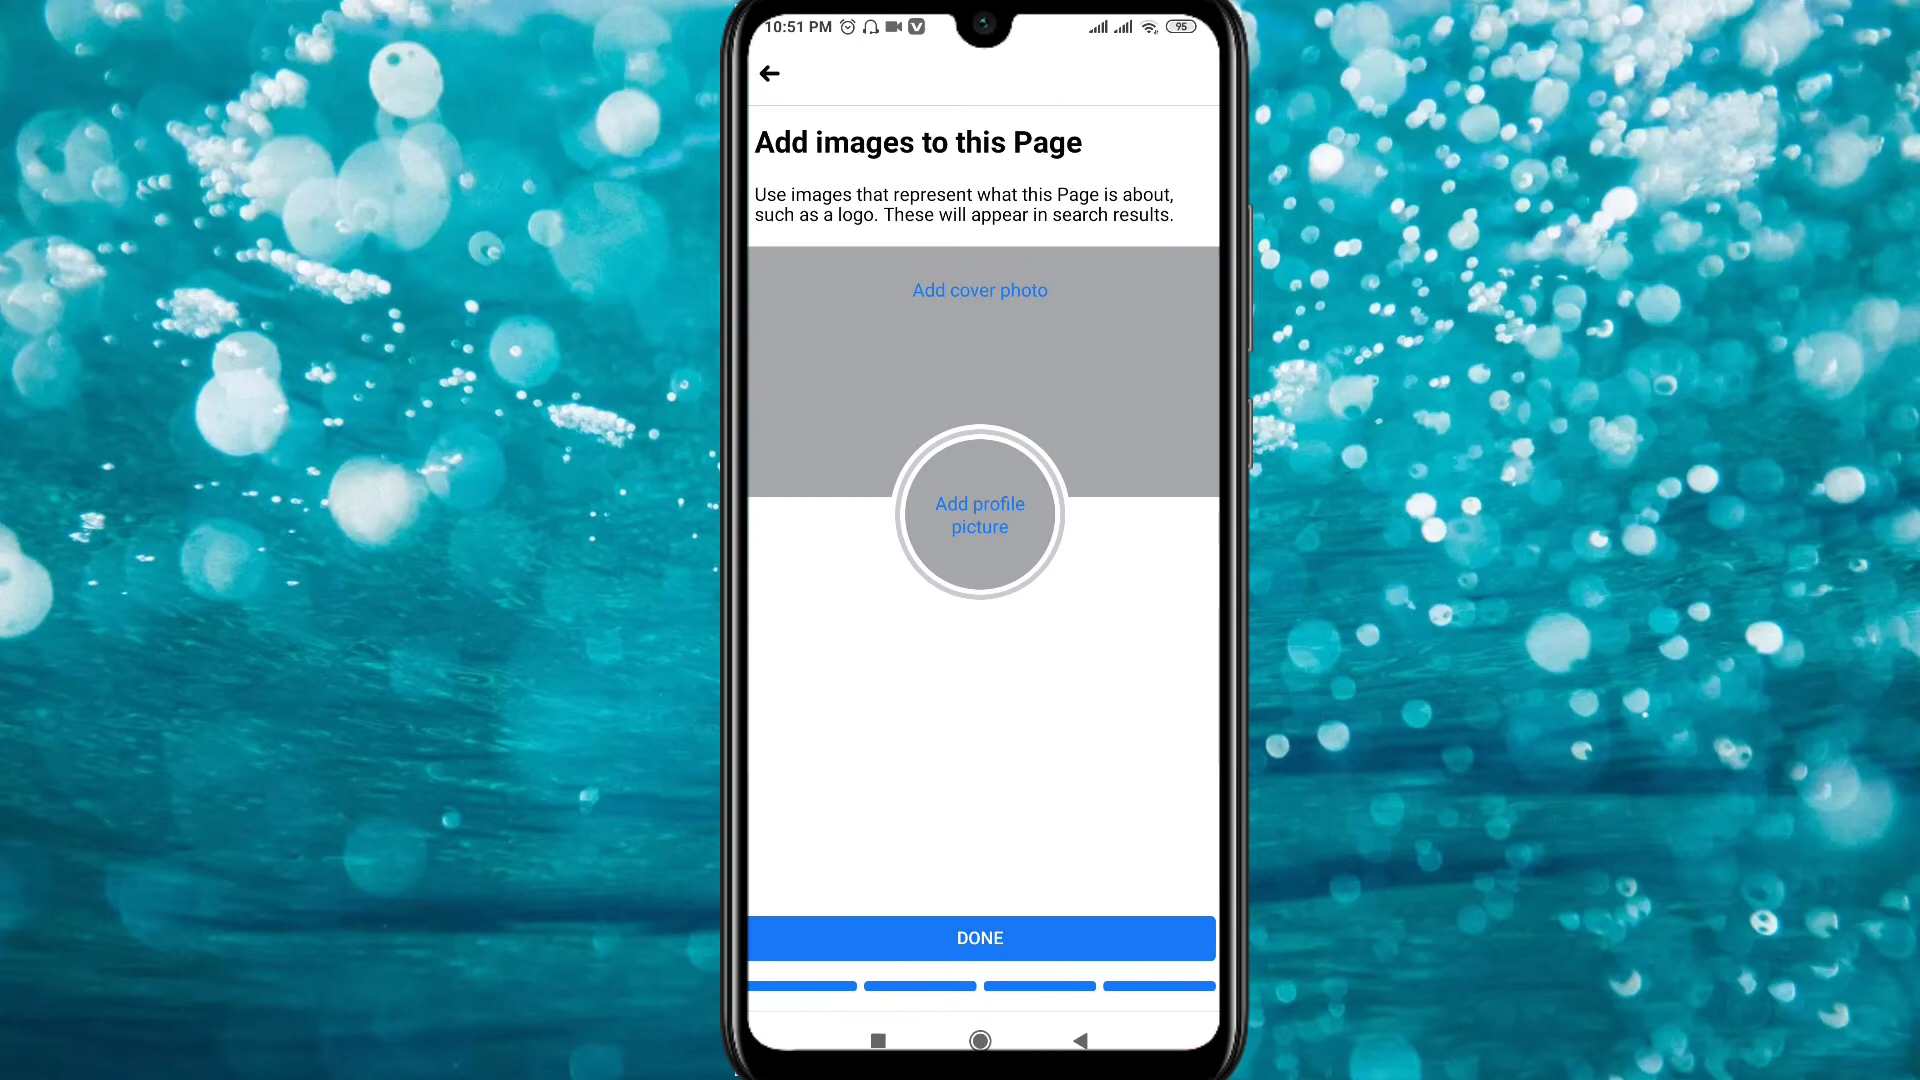 10:51 PM
95
Add images to this Page
Use images that represent what this Page is about,
such as a logo. These will appear in search results.
Add cover photo
Add profile
picture
DONE